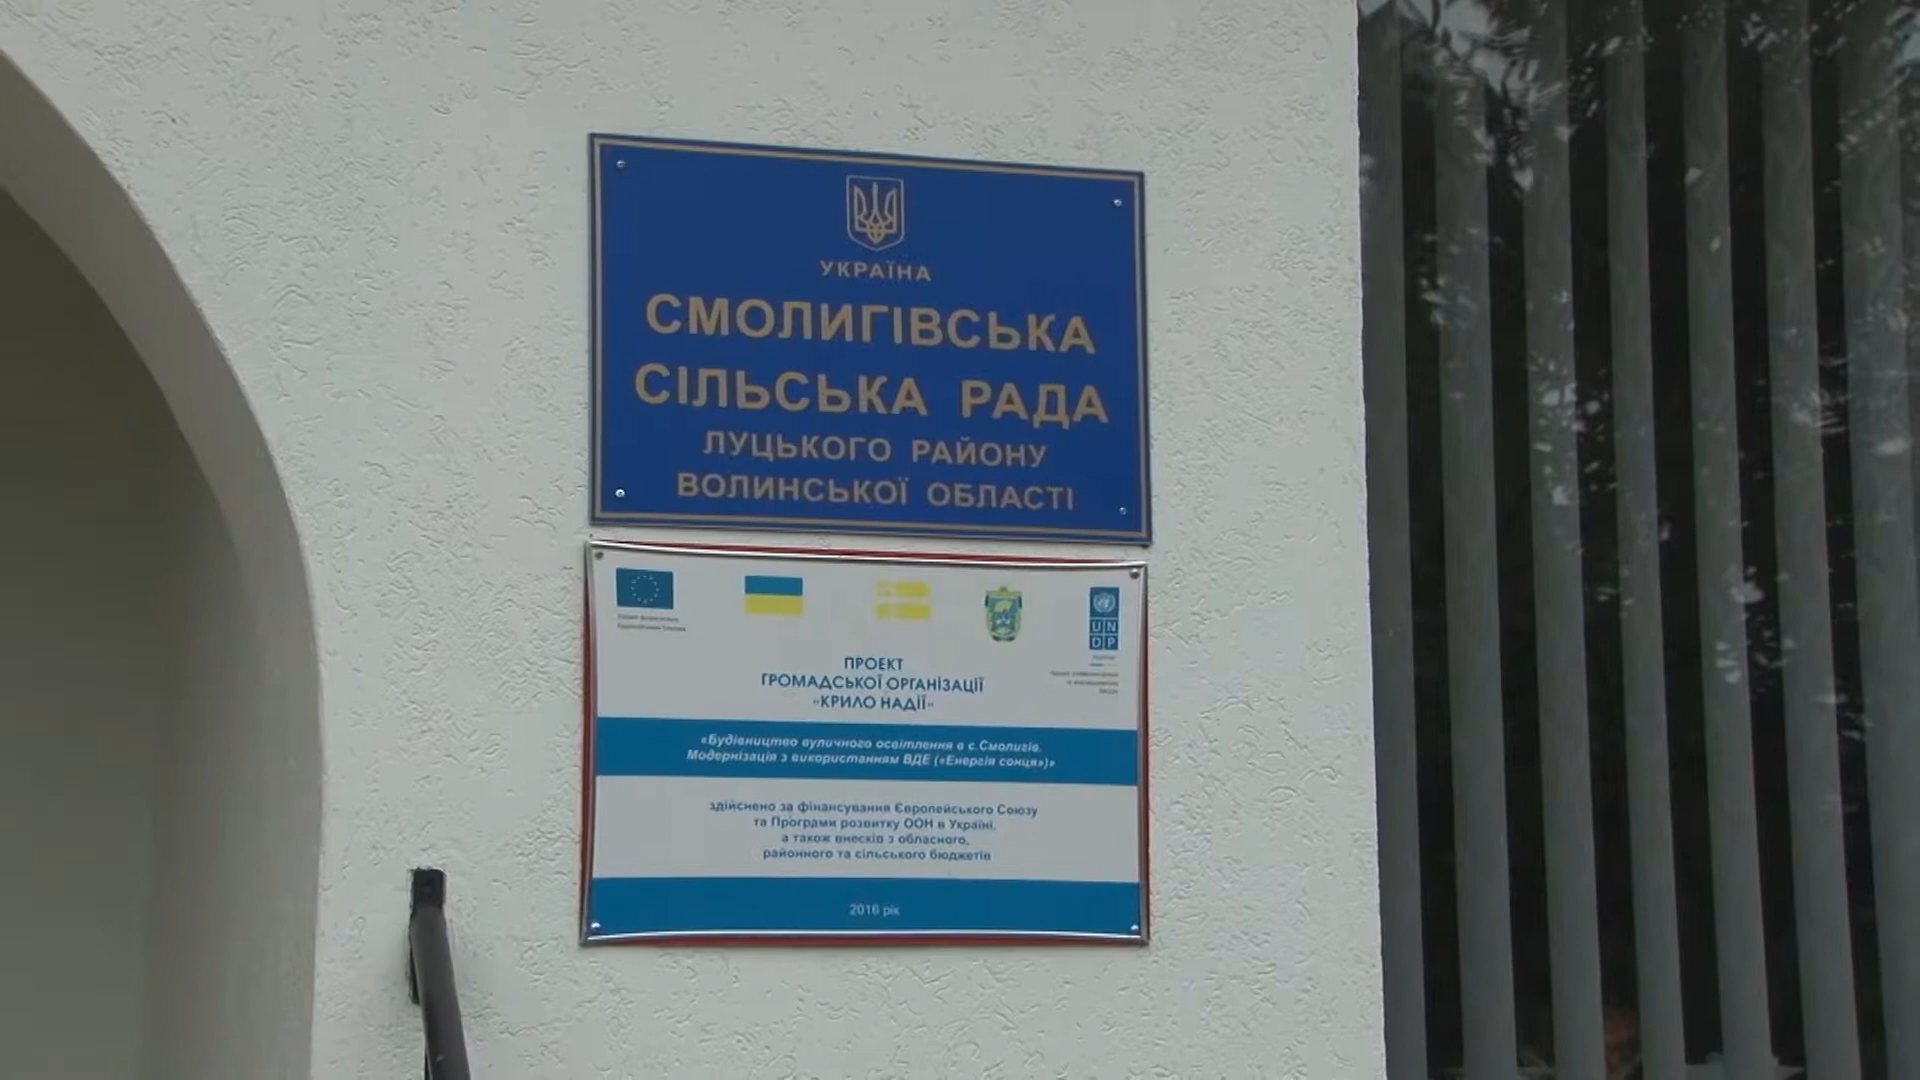 УКРАЇНА
СМОЛИГІВСЬКА
СІЛЬСЬКА РАДА
ЛУЦЬКОГО РАЙОНУ
ВОЛИНСЬКОЇ ОБЛАСТІ
UN
DP
ПРОЕКТ
ГРОМАДСЬКОЇ ОРГАНІЗАЦІЇ
«КРИЛО НАДІЇ»
«Будівництво вуличного освітлення в с.Смолигів.
Модернізація з використанням ВДЕ («Енергія сонця»)»
здійснено за фінансування Європейського Союзу
та Програми розвитку ООН в Україні,
а також внесків з обласного,
районного та сільського бюджетів
2016 рік